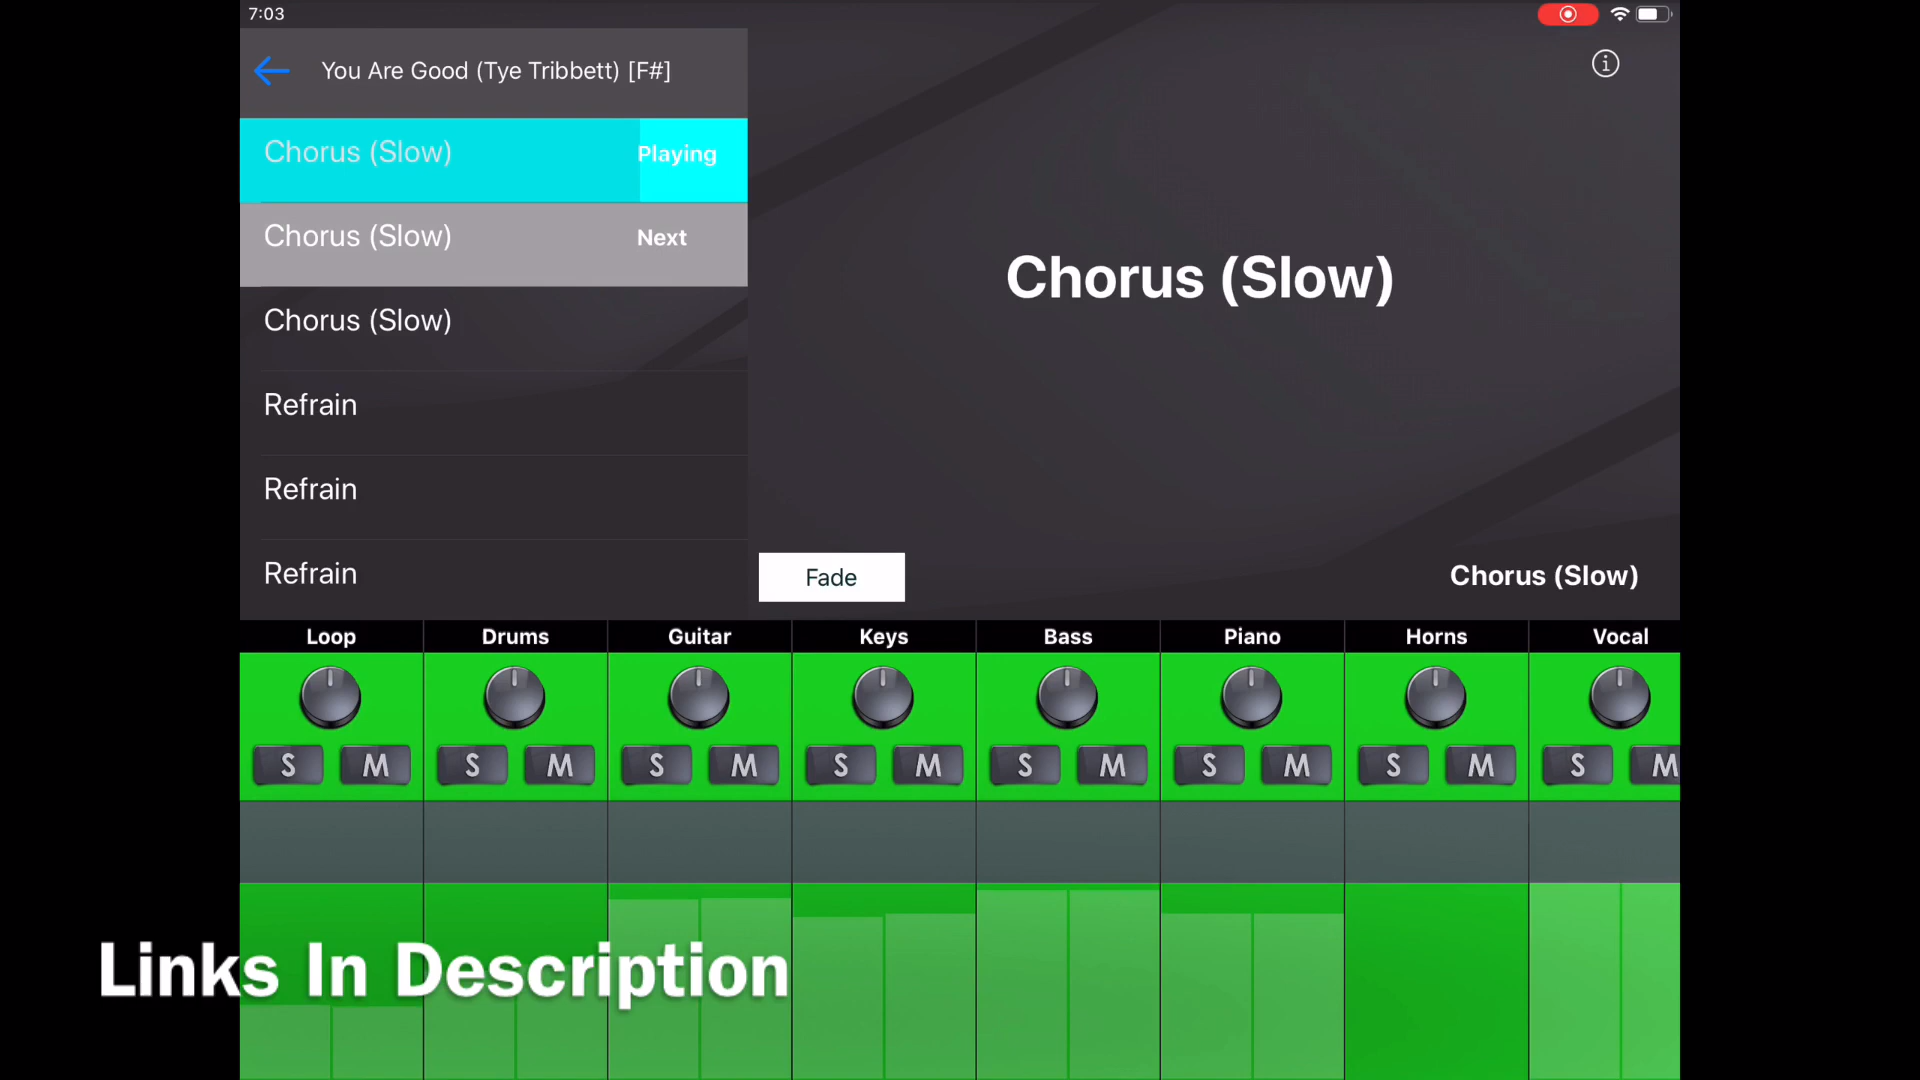 7:03
You Are Good (Tye Tribbett) [F#]
Chorus (Slow) Playing
Chorus (Slow) Next
Chorus (Slow)
Refrain
Refrain
Refrain
Chorus (Slow)
Fade
Chorus (Slow)
Loop Drums Guitar Keys Bass Piano Horns Vocal
S M S M S M S M S M S M S M S M
Links In Description